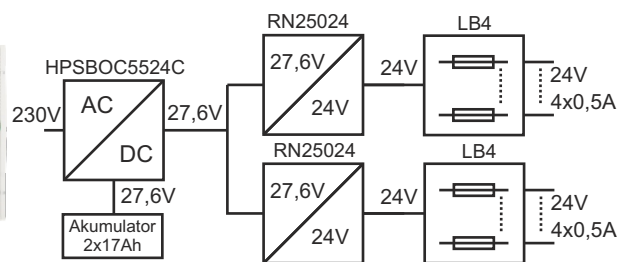 RN25024
LB4
27,6V
24V
24V
24V
4x0,5A
HPSBOC5524C
230V
AC
DC
27,6V
27,6V
Akumulator
2x17Ah
RN25024
LB4
27,6V
24V
24V
24V
4x0,5A